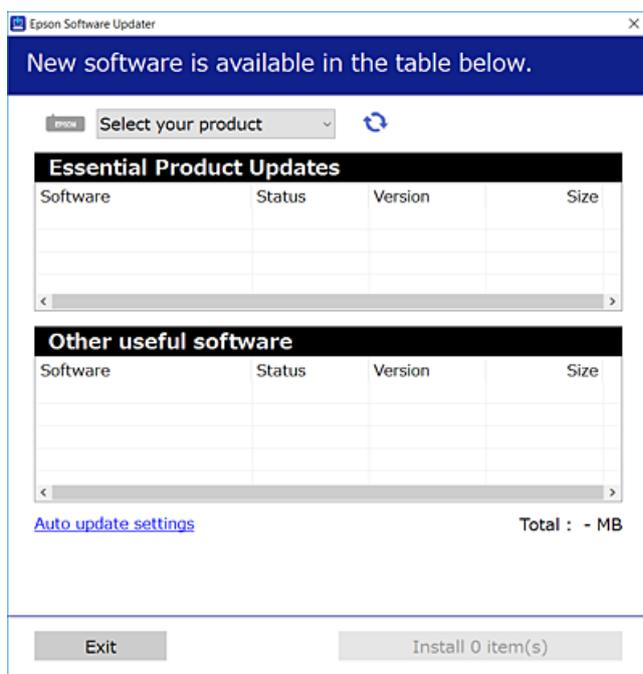 Epson Software Updater
New software is available in the table below.
EPSON Select your product
Essential Product Updates
Software Status Version Size
Other useful software
Software Status Version Size
Auto update settings Total : - MB
Exit Install 0 item(s)